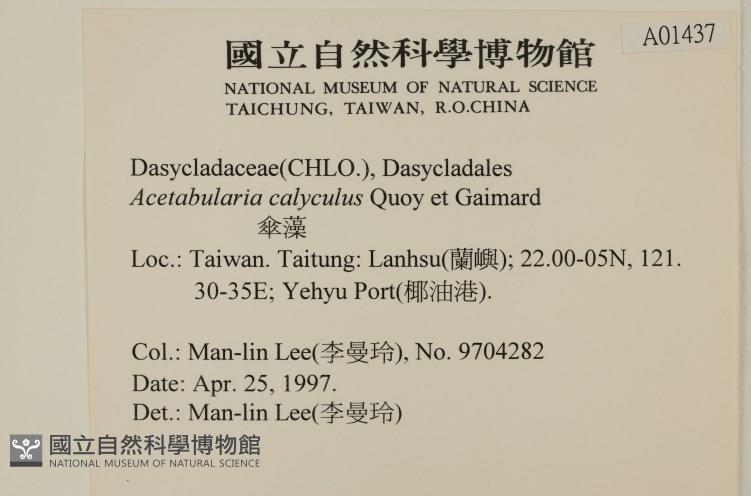 國立自然科學博物館
A01437
NATIONAL MUSEUM OF NATURAL SCIENCE
TAICHUNG, TAIWAN, R.O.CHINA
Dasycladaceae(CHLO.), Dasycladales
Acetabularia calyculus Quoy et Gaimard
傘藻
Loc.: Taiwan. Taitung: Lanhsu(蘭嶼); 22.00-05N, 121.
30-35E; Yehyu Port(椰油港).
Col.: Man-lin Lee(李曼玲), No. 9704282
Date: Apr. 25, 1997.
Det.: Man-lin Lee(李曼玲)
國立自然科學博物館
NATIONAL MUSEUM OF NATURAL SCIENCE